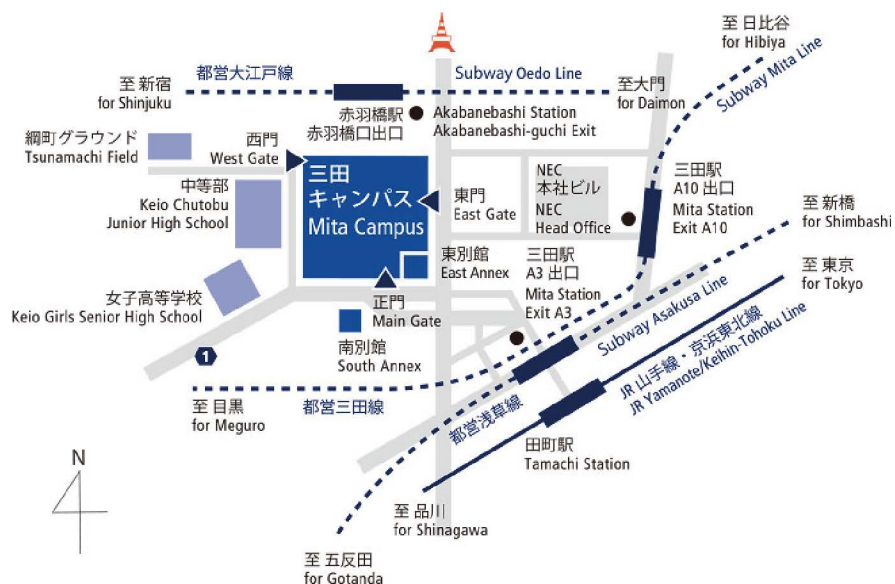 至 日比谷
for Hibiya
Subway Mita Line
都営大江戸線
Subway Oedo Line
至 新宿
for Shinjuku
至大門
for Daimon
赤羽橋駅
赤羽橋口出口
Akabanebashi Station
Akabanebashi-guchi Exit
綱町グラウンド
Tsunamachi Field
西門
West Gate
三田
キャンパス
Mita Campus
中等部
Keio Chutobu
Junior High School
東門
East Gate
NEC
本社ビル
NEC
Head Office
三田駅
A10 出口
Mita Station
Exit A10
至 新橋
for Shimbashi
東別館
East Annex
三田駅
A3 出口
Mita Station
Exit A3
至 東京
for Tokyo
女子高等学校
Keio Girls Senior High School
正門
Main Gate
南別館
South Annex
Subway Asakusa Line
JR 山手線・京浜東北線
JR Yamanote/Keihin-Tohoku Line
1
至 目黒
for Meguro
都営三田線
都営浅草線
田町駅
Tamachi Station
N
至 品川
for Shinagawa
至 五反田
for Gotanda